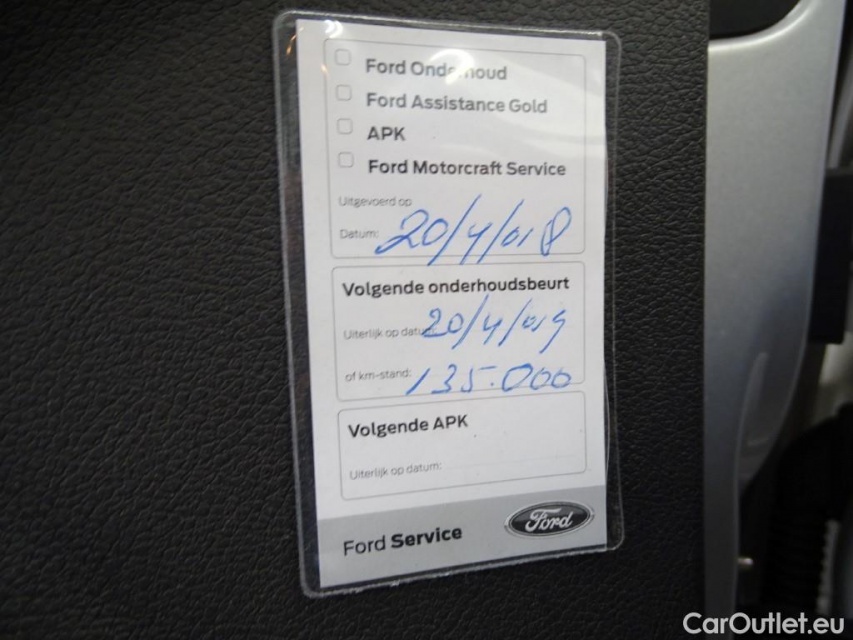 Ford Onderhoud
Ford Assistance Gold
APK
Ford Motorcraft Service
Uitgevoerd op
Datum: 20/4/018
Volgende onderhoudsbeurt
Uiterlijk op datum: 20/4/019
of km-stand: 135.000
Volgende APK
Uiterlijk op datum:
Ford Service
Ford
CarOutlet.eu